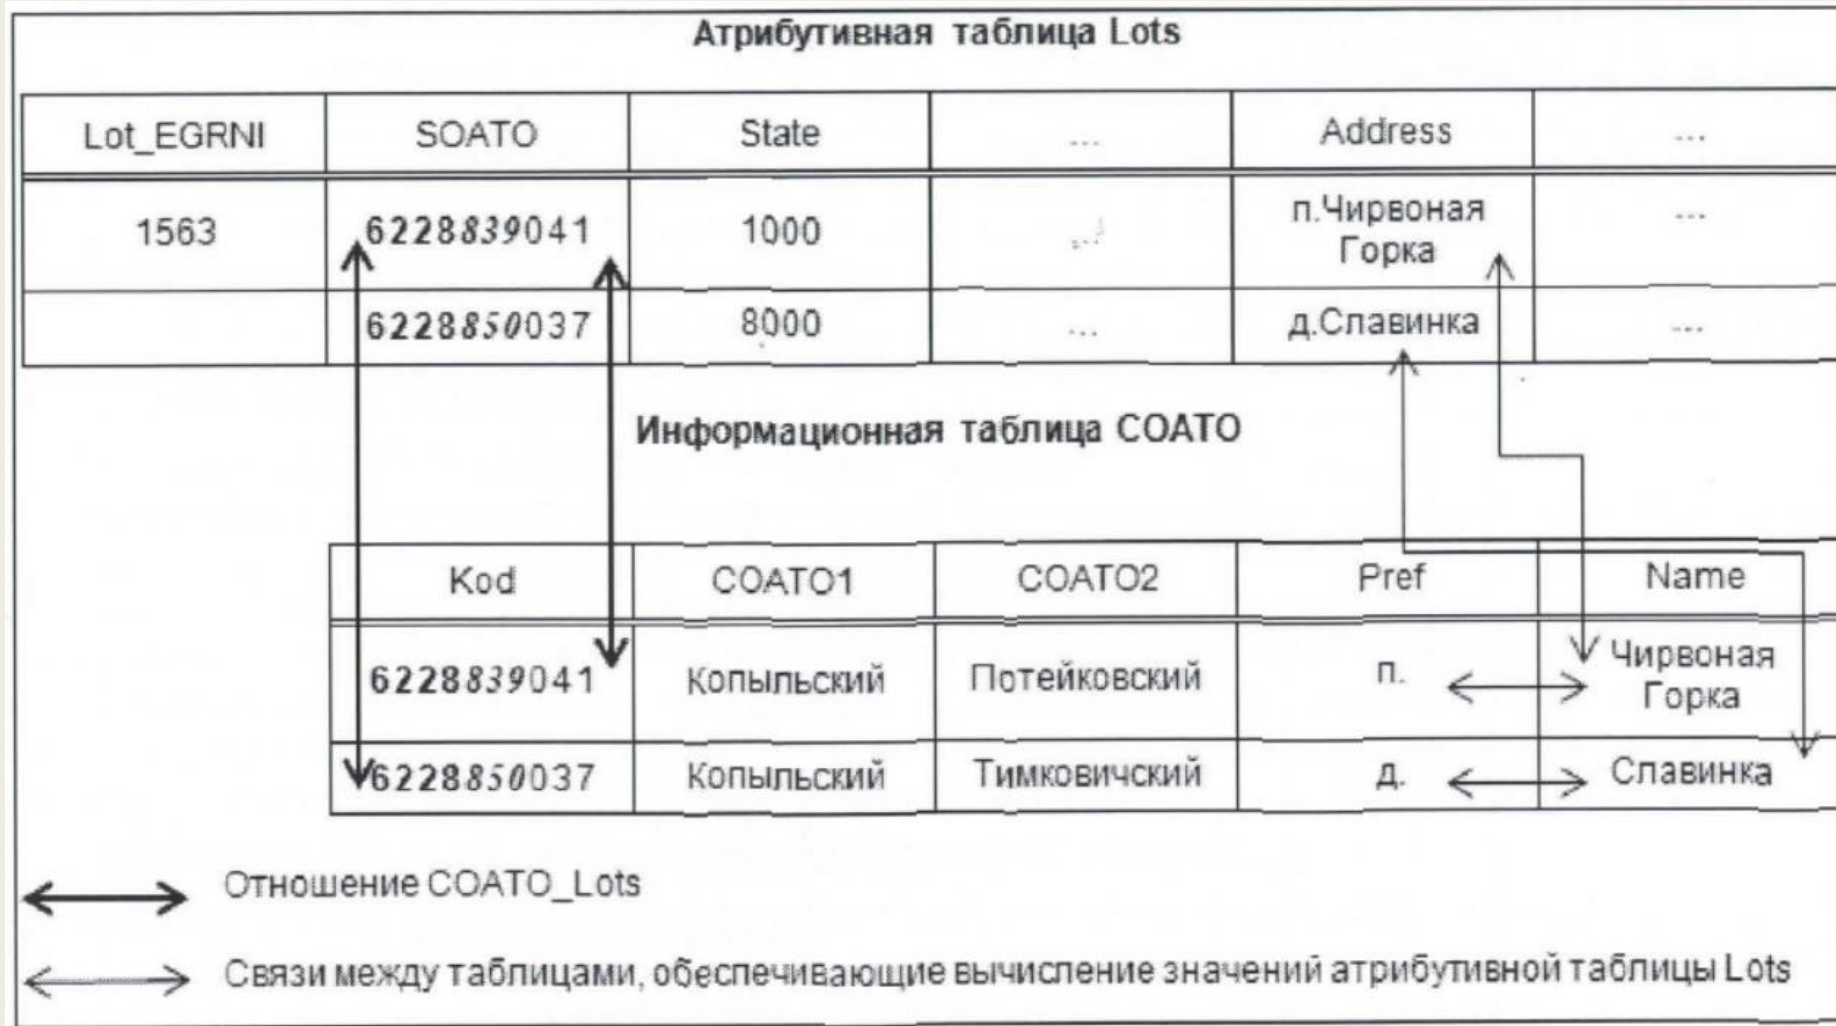 Атрибутивная таблица Lots
Lot_EGRNI SOATO State ... Address ...
1563 6228839041 1000 ... п.Чирвоная Горка ...
6228850037 8000 ... д.Славинка ...
Информационная таблица СОАТО
Kod СОАТО1 СОАТО2 Pref Name
6228839041 Копыльский Потейковский п. Чирвоная Горка
6228850037 Копыльский Тимковичский д. Славинка
Отношение СОАТО_Lots
Связи между таблицами, обеспечивающие вычисление значений атрибутивной таблицы Lots